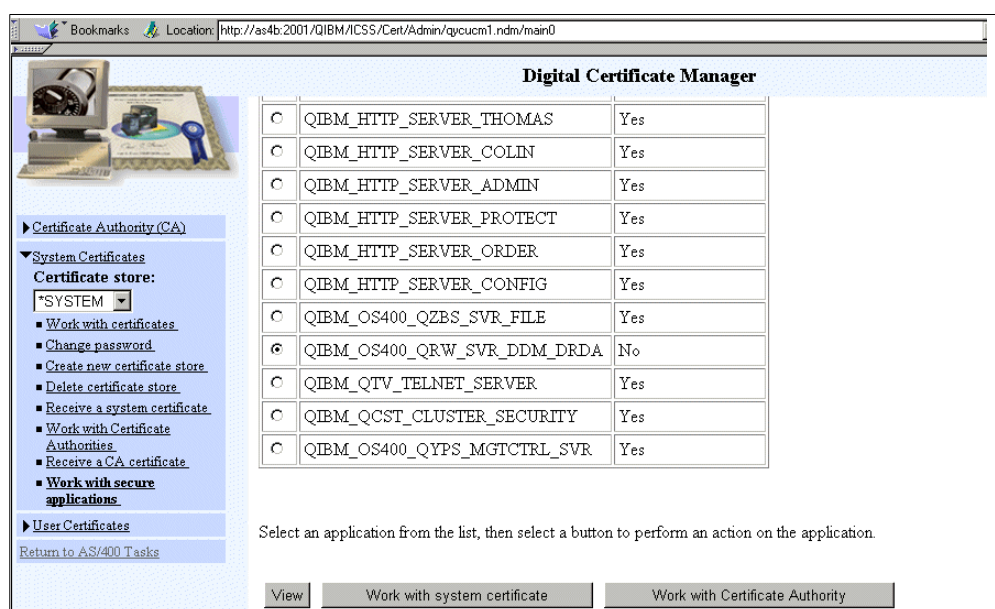 Bookmarks Location: http://as4b:2001/QIBM/ICSS/Cert/Admin/qycucm1.ndm/main0
Digital Certificate Manager
Certificate Authority (CA)
System Certificates
Certificate store:
*SYSTEM
Work with certificates
Change password
Create new certificate store
Delete certificate store
Receive a system certificate
Work with Certificate
Authorities
Receive a CA certificate
Work with secure
applications
User Certificates
Return to AS/400 Tasks
QIBM_HTTP_SERVER_THOMAS Yes
QIBM_HTTP_SERVER_COLIN Yes
QIBM_HTTP_SERVER_ADMIN Yes
QIBM_HTTP_SERVER_PROTECT Yes
QIBM_HTTP_SERVER_ORDER Yes
QIBM_HTTP_SERVER_CONFIG Yes
QIBM_OS400_QZBS_SVR_FILE Yes
QIBM_OS400_QRW_SVR_DDM_DRDA No
QIBM_QTV_TELNET_SERVER Yes
QIBM_QCST_CLUSTER_SECURITY Yes
QIBM_OS400_QYPS_MGTCTRL_SVR Yes
Select an application from the list, then select a button to perform an action on the application.
View Work with system certificate Work with Certificate Authority